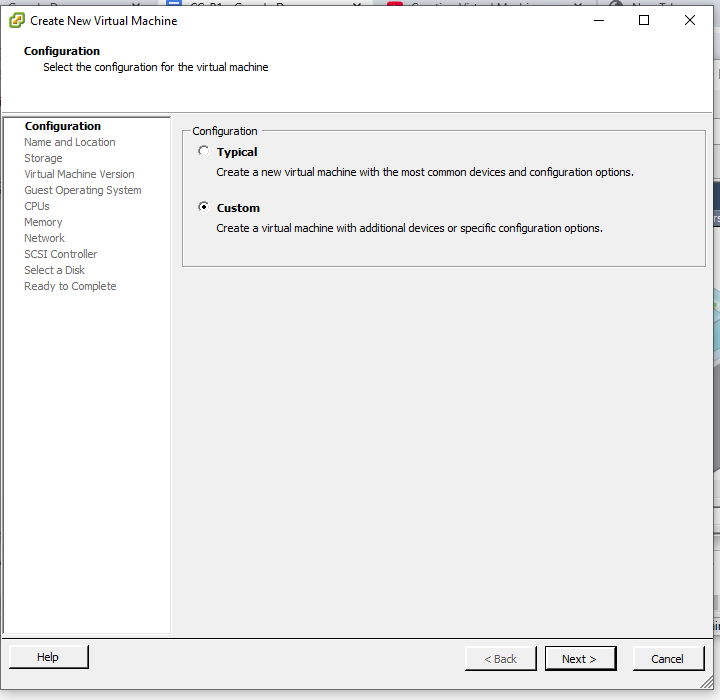 Create New Virtual Machine
Configuration
Select the configuration for the virtual machine
Configuration
Name and Location
Storage
Virtual Machine Version
Guest Operating System
CPUs
Memory
Network
SCSI Controller
Select a Disk
Ready to Complete
Configuration
Typical
Create a new virtual machine with the most common devices and configuration options.
Custom
Create a virtual machine with additional devices or specific configuration options.
Help
< Back
Next >
Cancel